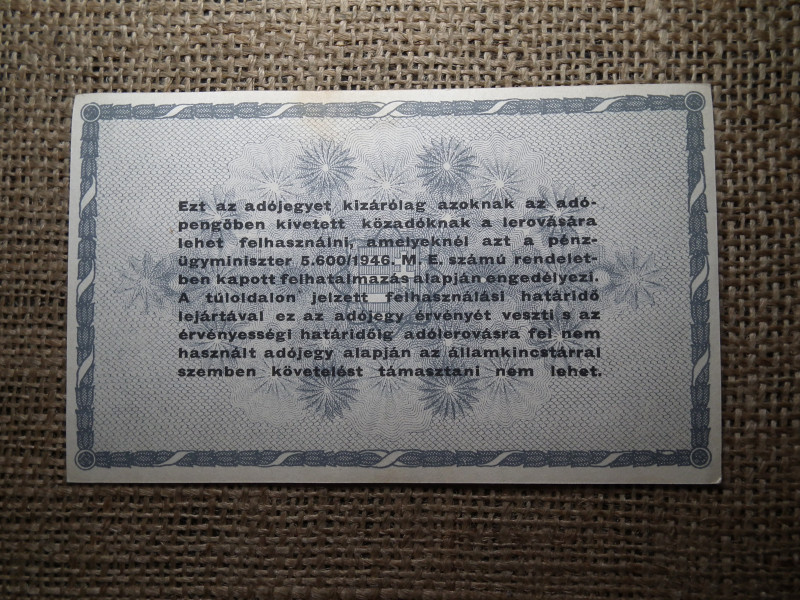 Ezt az adójegyet kizárólag azoknak az adó-
pengőben kivetett közadóknak a lerovására
lehet felhasználni, amelyeknél azt a pénz-
ügyminiszter 5.600/1946. M. E. számú rendelet-
ben kapott felhatalmazás alapján engedélyezi.
A túloldalon jelzett felhasználási határidő
lejártával ez az adójegy érvényét veszti s az
érvényességi határidőig adólerovásra fel nem
használt adójegy alapján az államkincstárral
szemben követelést támasztani nem lehet.